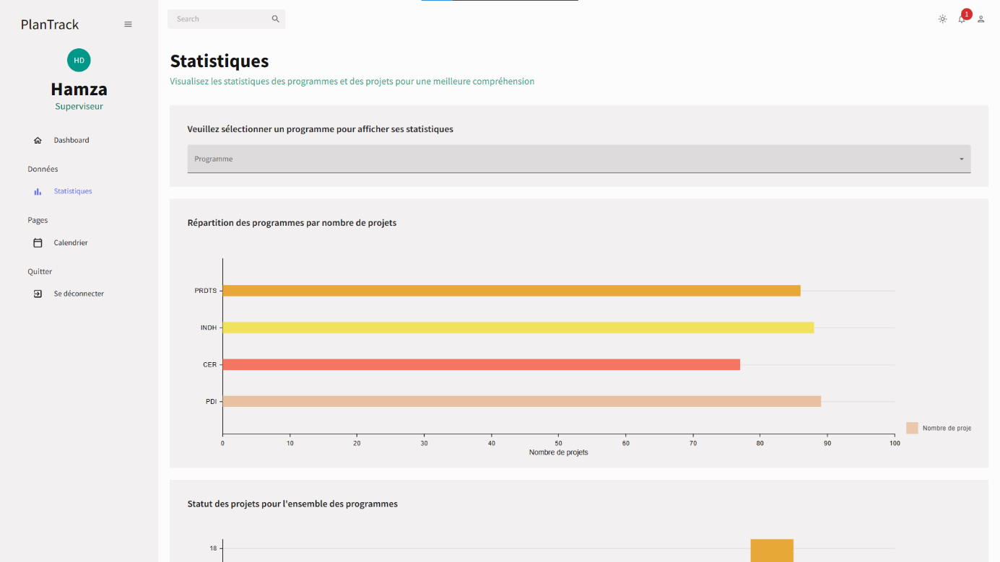 PlanTrack
Search
1
HD
Hamza
Superviseur
Dashboard
Données
Statistiques
Pages
Calendrier
Quitter
Se déconnecter
Statistiques
Visualisez les statistiques des programmes et des projets pour une meilleure compréhension
Veuillez sélectionner un programme pour afficher ses statistiques
Programme
Répartition des programmes par nombre de projets
PRDTS
INDH
CER
PDI
0 10 20 30 40 50 60 70 80 90 100
Nombre de projets
Nombre de proje
Statut des projets pour l'ensemble des programmes
18